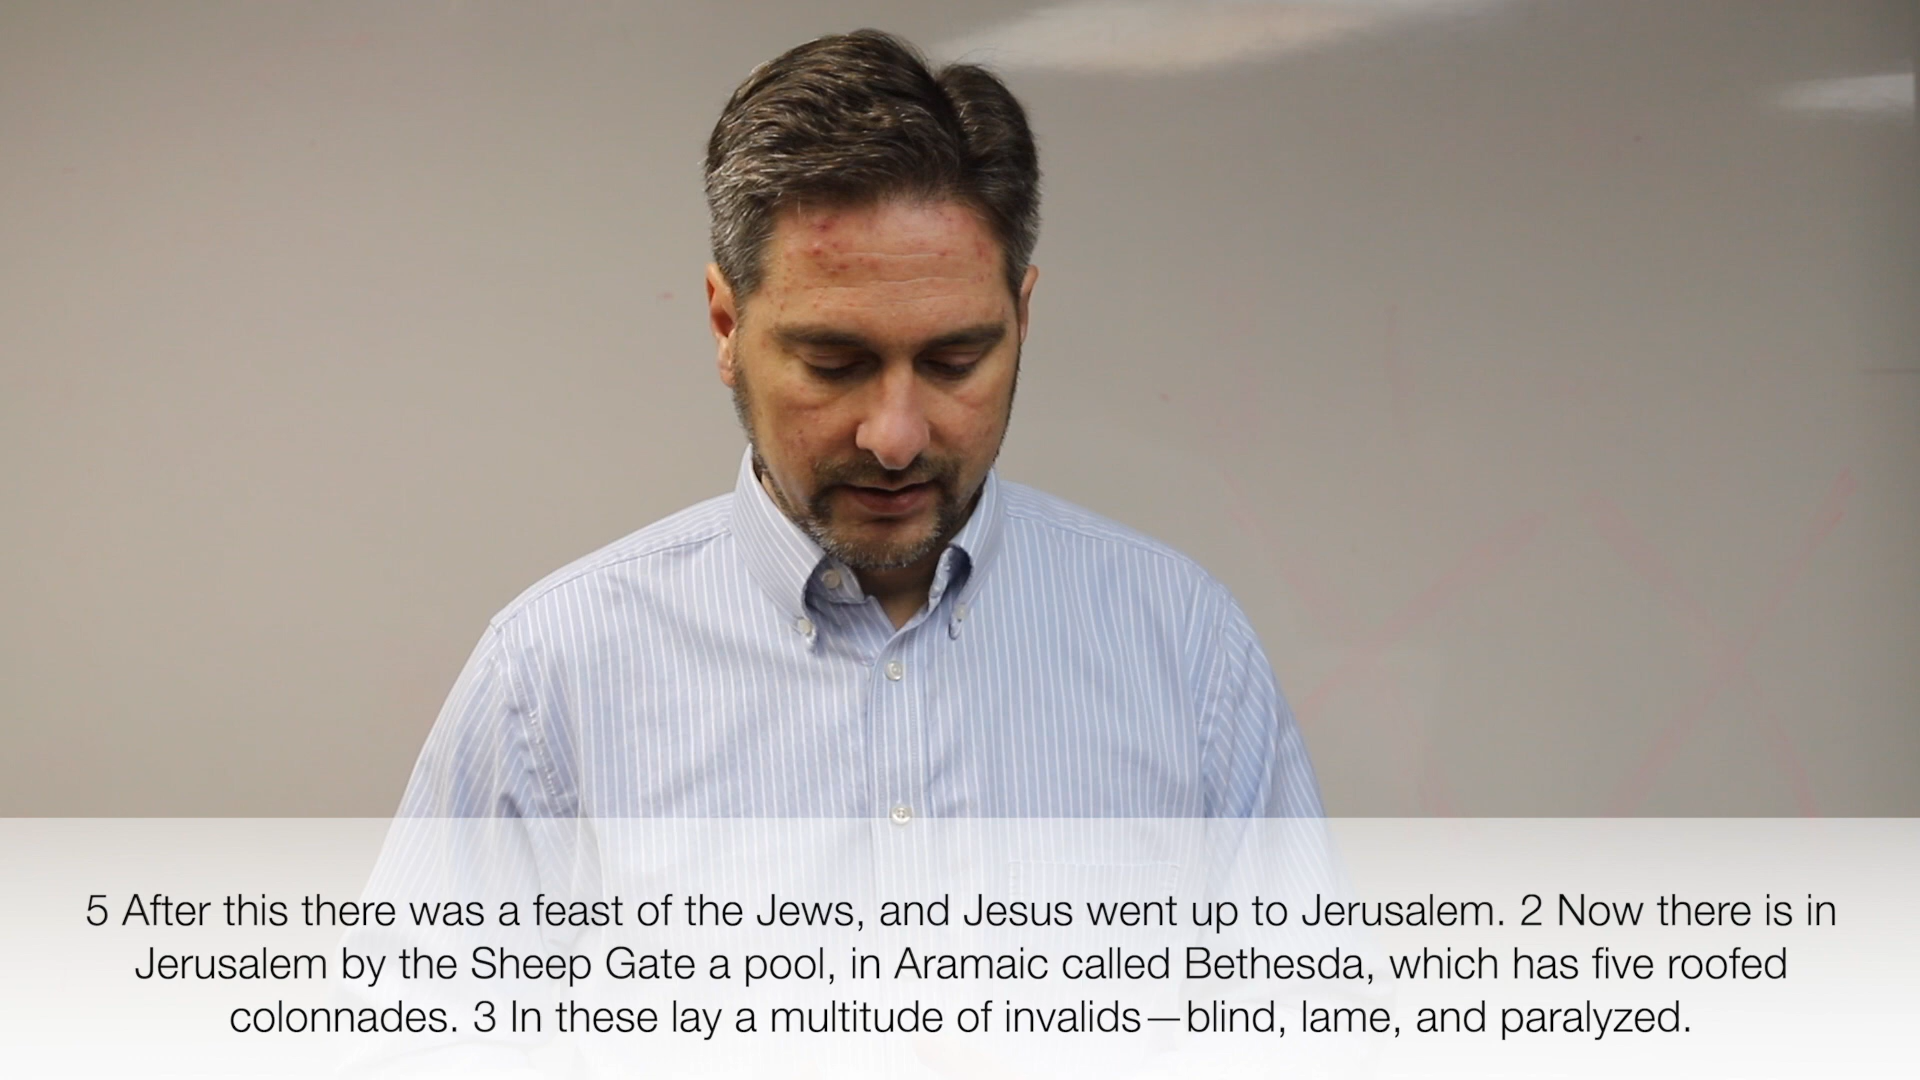 5 After this there was a feast of the Jews, and Jesus went up to Jerusalem. 2 Now there is in
Jerusalem by the Sheep Gate a pool, in Aramaic called Bethesda, which has five roofed
colonnades. 3 In these lay a multitude of invalids—blind, lame, and paralyzed.